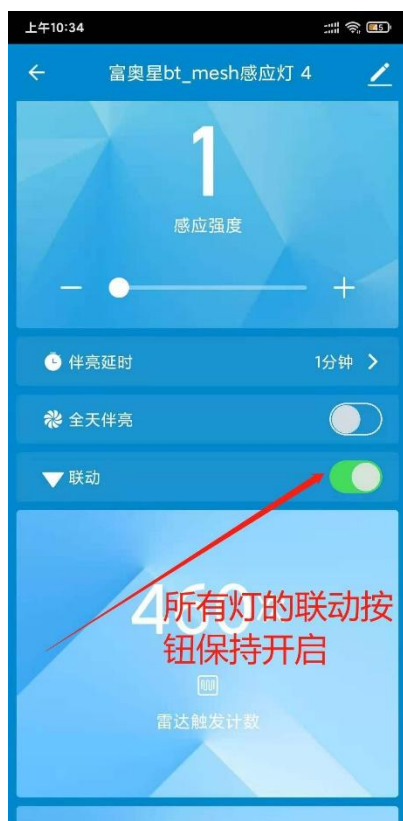 上午10:34
45
富奥星bt_mesh感应灯 4
1
感应强度
伴亮延时 1分钟
全天伴亮
联动
460
所有灯的联动按
钮保持开启
雷达触发计数